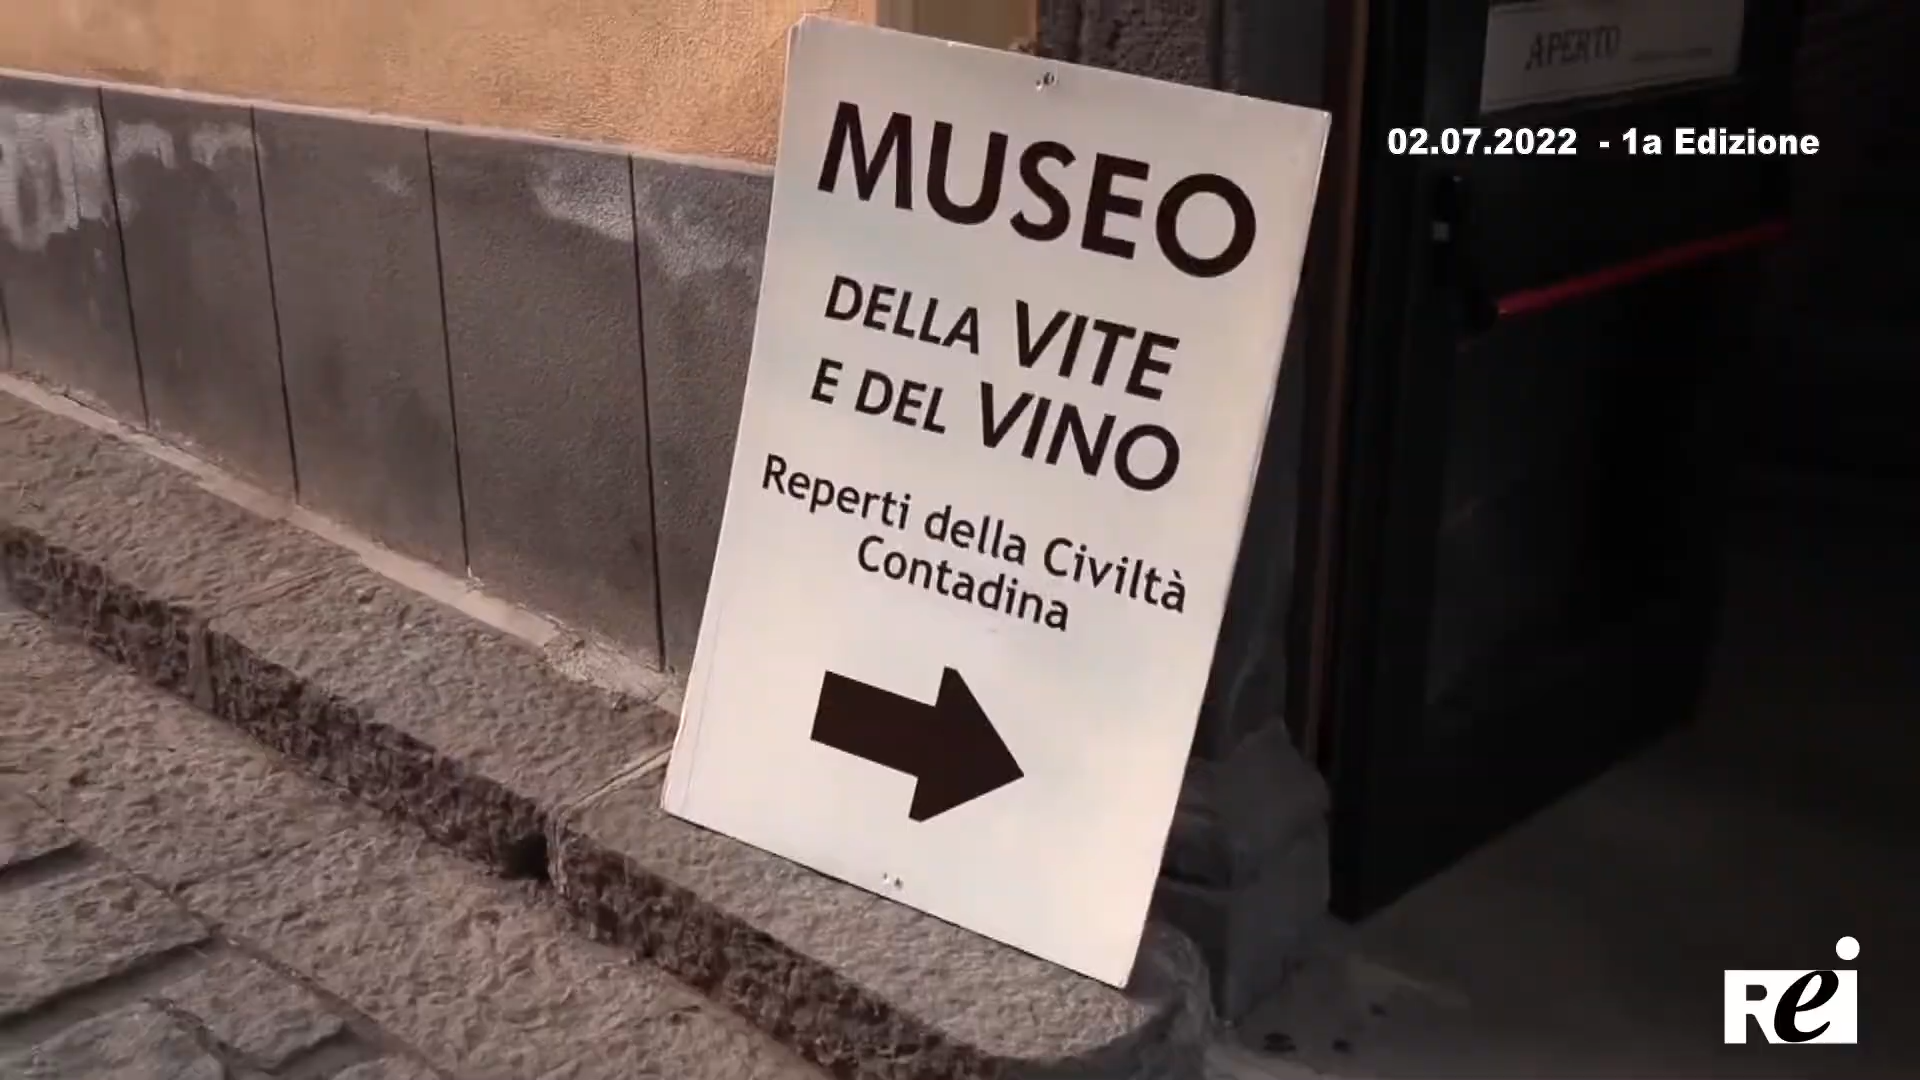 APERTO
02.07.2022 - 1a Edizione
MUSEO
DELLA VITE
E DEL VINO
Reperti della Civiltà
Contadina
Rei